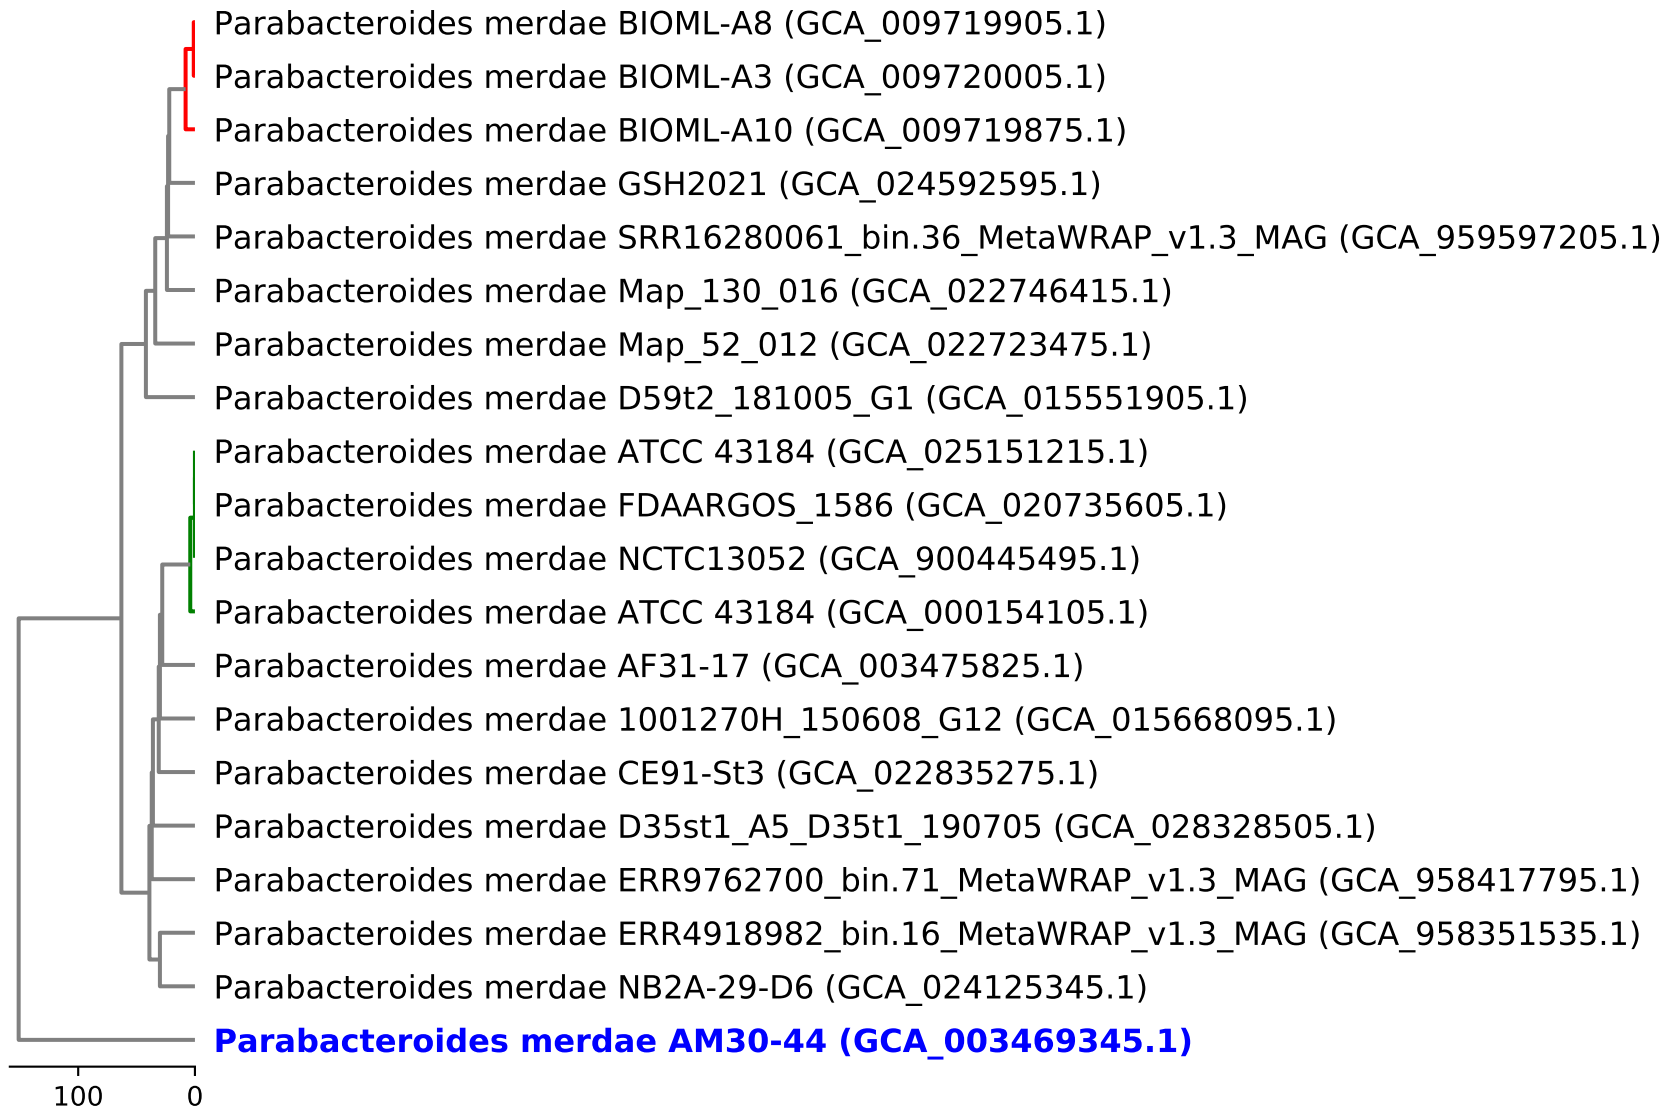 Parabacteroides merdae BIOML-A8 (GCA_009719905.1)
Parabacteroides merdae BIOML-A3 (GCA_009720005.1)
Parabacteroides merdae BIOML-A10 (GCA_009719875.1)
Parabacteroides merdae GSH2021 (GCA_024592595.1)
Parabacteroides merdae SRR16280061_bin.36_MetaWRAP_v1.3_MAG (GCA_959597205.1)
Parabacteroides merdae Map_130_016 (GCA_022746415.1)
Parabacteroides merdae Map_52_012 (GCA_022723475.1)
Parabacteroides merdae D59t2_181005_G1 (GCA_015551905.1)
Parabacteroides merdae ATCC 43184 (GCA_025151215.1)
Parabacteroides merdae FDAARGOS_1586 (GCA_020735605.1)
Parabacteroides merdae NCTC13052 (GCA_900445495.1)
Parabacteroides merdae ATCC 43184 (GCA_000154105.1)
Parabacteroides merdae AF31-17 (GCA_003475825.1)
Parabacteroides merdae 1001270H_150608_G12 (GCA_015668095.1)
Parabacteroides merdae CE91-St3 (GCA_022835275.1)
Parabacteroides merdae D35st1_A5_D35t1_190705 (GCA_028328505.1)
Parabacteroides merdae ERR9762700_bin.71_MetaWRAP_v1.3_MAG (GCA_958417795.1)
Parabacteroides merdae ERR4918982_bin.16_MetaWRAP_v1.3_MAG (GCA_958351535.1)
Parabacteroides merdae NB2A-29-D6 (GCA_024125345.1)
Parabacteroides merdae AM30-44 (GCA_003469345.1)
100 0